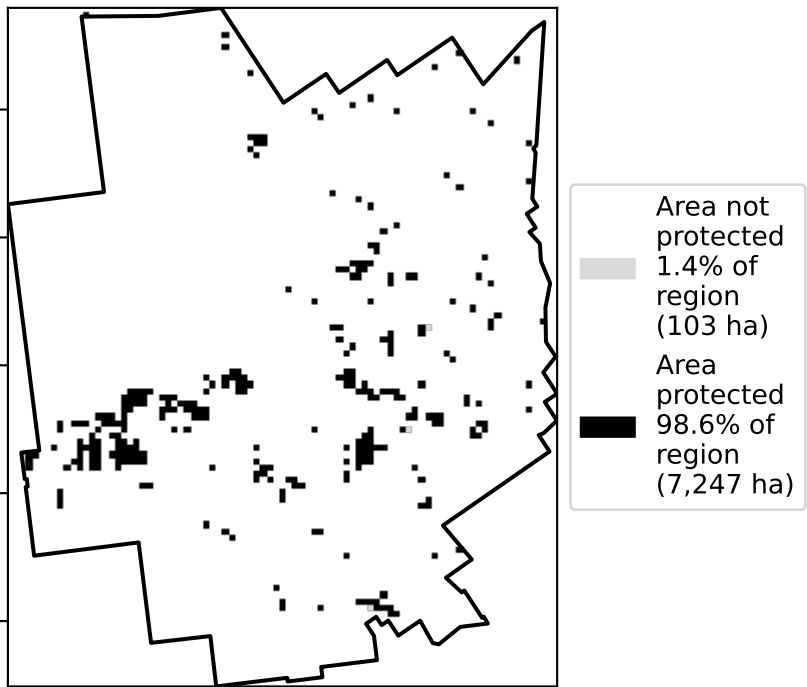 Area not
protected
1.4% of
region
(103 ha)
Area
protected
98.6% of
region
(7,247 ha)